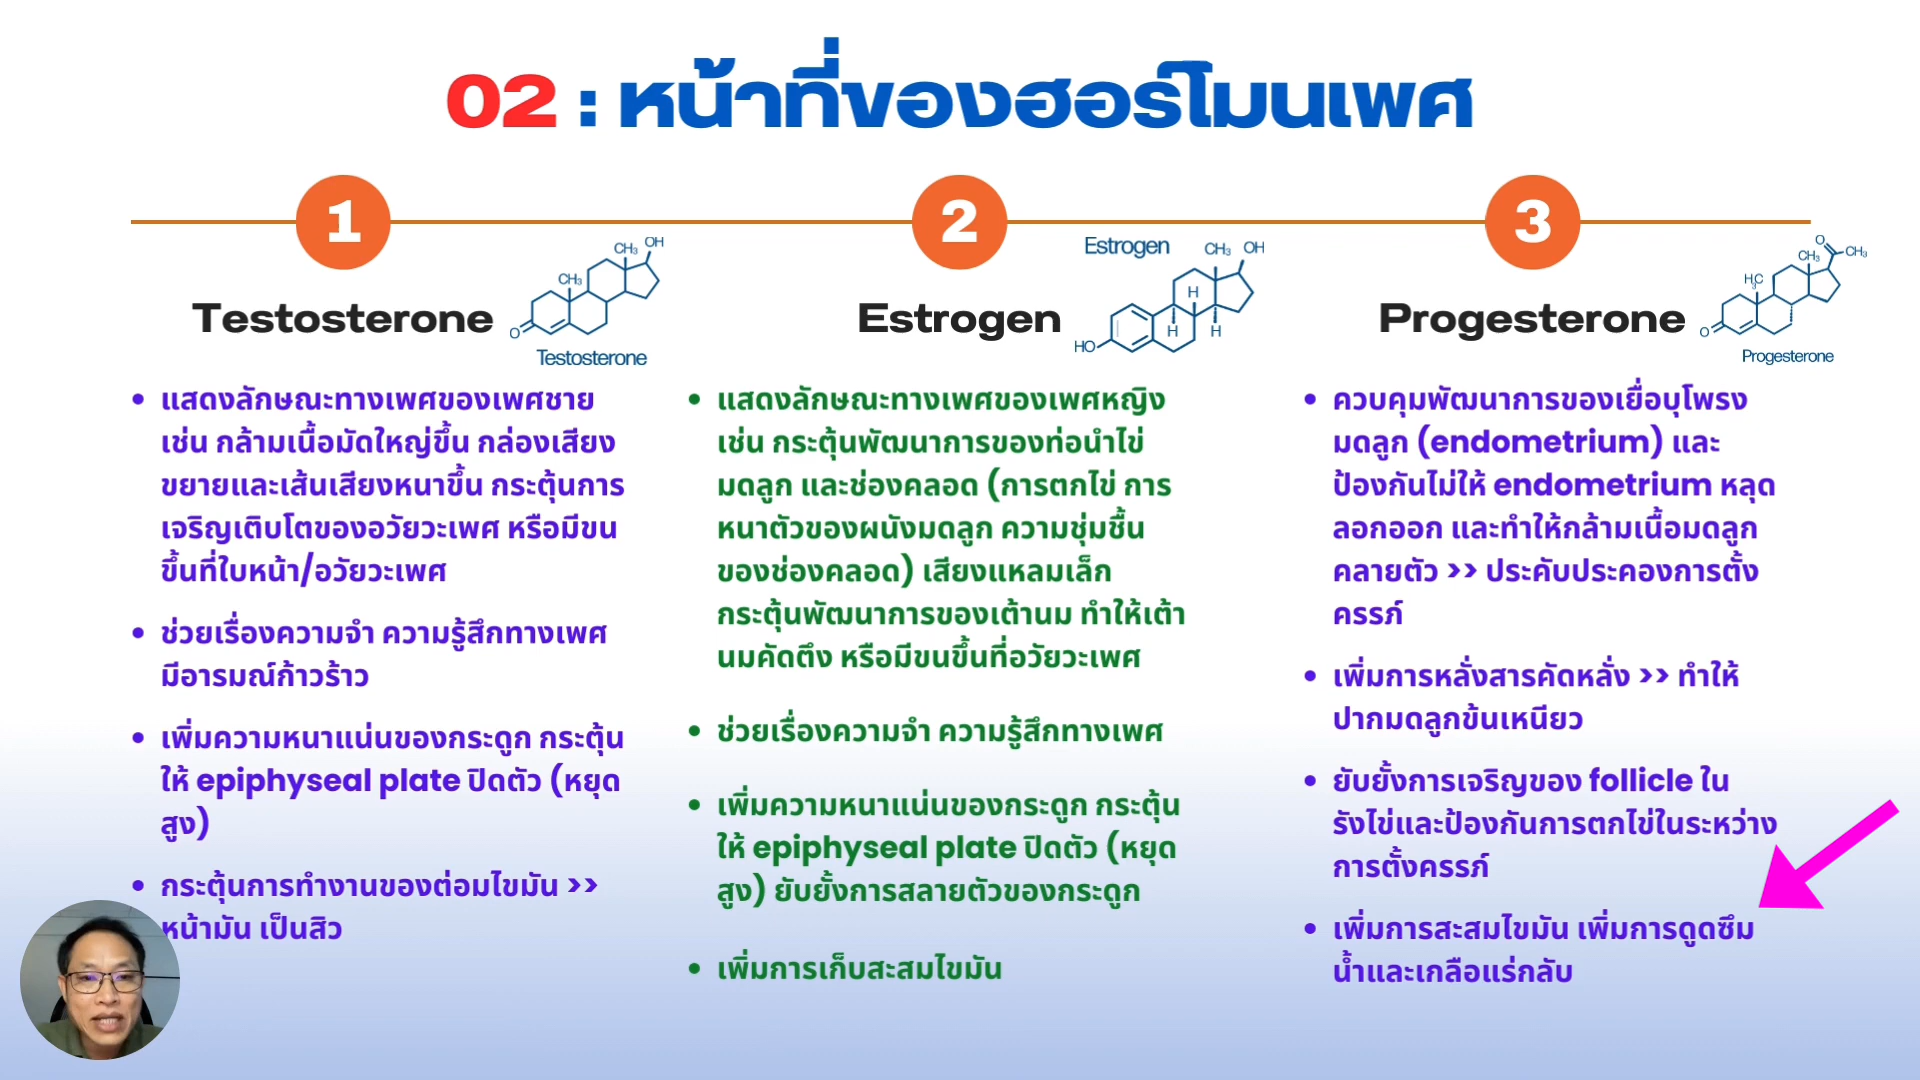 02 : หน้าที่ของฮอร์โมนเพศ
1
Testosterone
CH₃ OH
CH₃
O
Testosterone
• แสดงลักษณะทางเพศของเพศชาย
เช่น กล้ามเนื้อมัดใหญ่ขึ้น กล่องเสียง
ขยายและเส้นเสียงหนาขึ้น กระตุ้นการ
เจริญเติบโตของอวัยวะเพศ หรือมีขน
ขึ้นที่ใบหน้า/อวัยวะเพศ
• ช่วยเรื่องความจำ ความรู้สึกทางเพศ
มีอารมณ์ก้าวร้าว
• เพิ่มความหนาแน่นของกระดูก กระตุ้น
ให้ epiphyseal plate ปิดตัว (หยุด
สูง)
• กระตุ้นการทำงานของต่อมไขมัน >>
หน้ามัน เป็นสิว
2
Estrogen
Estrogen
CH₃ OH
H
H H
HO
• แสดงลักษณะทางเพศของเพศหญิง
เช่น กระตุ้นพัฒนาการของท่อนำไข่
มดลูก และช่องคลอด (การตกไข่ การ
หนาตัวของผนังมดลูก ความชุ่มชื้น
ของช่องคลอด) เสียงแหลมเล็ก
กระตุ้นพัฒนาการของเต้านม ทำให้เต้า
นมคัดตึง หรือมีขนขึ้นที่อวัยวะเพศ
• ช่วยเรื่องความจำ ความรู้สึกทางเพศ
• เพิ่มความหนาแน่นของกระดูก กระตุ้น
ให้ epiphyseal plate ปิดตัว (หยุด
สูง) ยับยั้งการสลายตัวของกระดูก
• เพิ่มการเก็บสะสมไขมัน
3
Progesterone
O
CH₃ CH₃
H₃C
O
Progesterone
• ควบคุมพัฒนาการของเยื่อบุโพรง
มดลูก (endometrium) และ
ป้องกันไม่ให้ endometrium หลุด
ลอกออก และทำให้กล้ามเนื้อมดลูก
คลายตัว >> ประคับประคองการตั้ง
ครรภ์
• เพิ่มการหลั่งสารคัดหลั่ง >> ทำให้
ปากมดลูกข้นเหนียว
• ยับยั้งการเจริญของ follicle ใน
รังไข่และป้องกันการตกไข่ในระหว่าง
การตั้งครรภ์
• เพิ่มการสะสมไขมัน เพิ่มการดูดซึม
น้ำและเกลือแร่กลับ